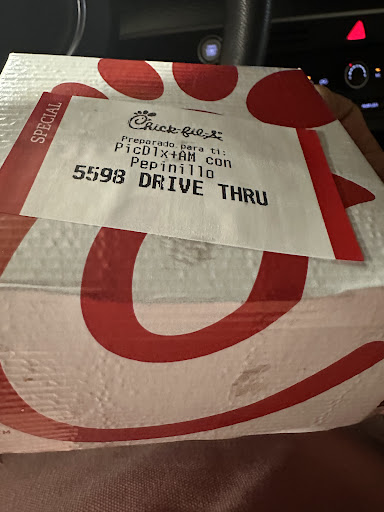 SPECIAL
Chick-fil-A
Preparado para ti:
PicDlx+AM con
Pepinillo
5598 DRIVE THRU